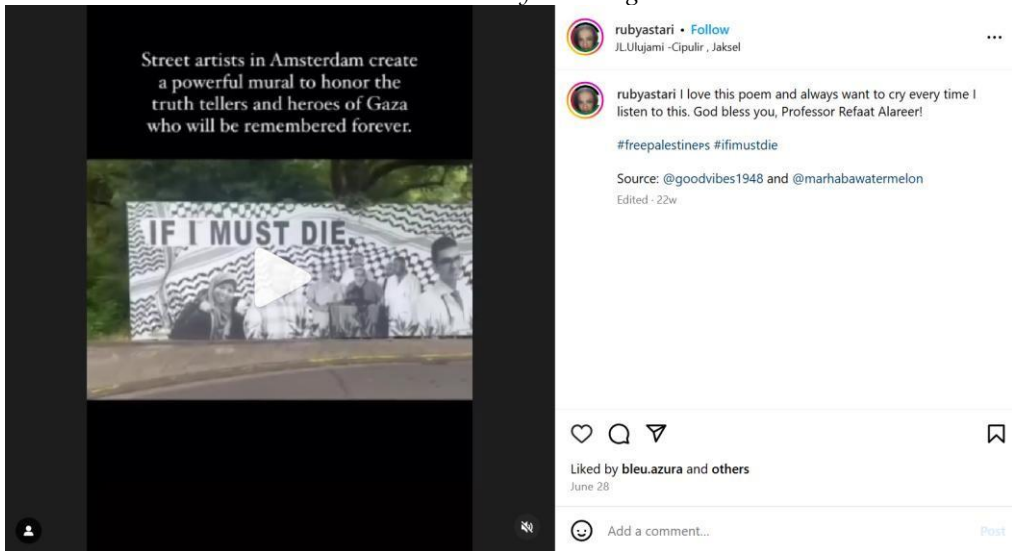 Street artists in Amsterdam create
a powerful mural to honor the
truth tellers and heroes of Gaza
who will be remembered forever.
IF I MUST DIE,
rubyastari • Follow
JL.Ulujami -Cipulir , Jaksel
rubyastari I love this poem and always want to cry every time I
listen to this. God bless you, Professor Refaat Alareer!
#freepalestineps #ifimustdie
Source: @goodvibes1948 and @marhabawatermelon
Edited · 22w
Liked by bleu.azura and others
June 28
Add a comment...
Post